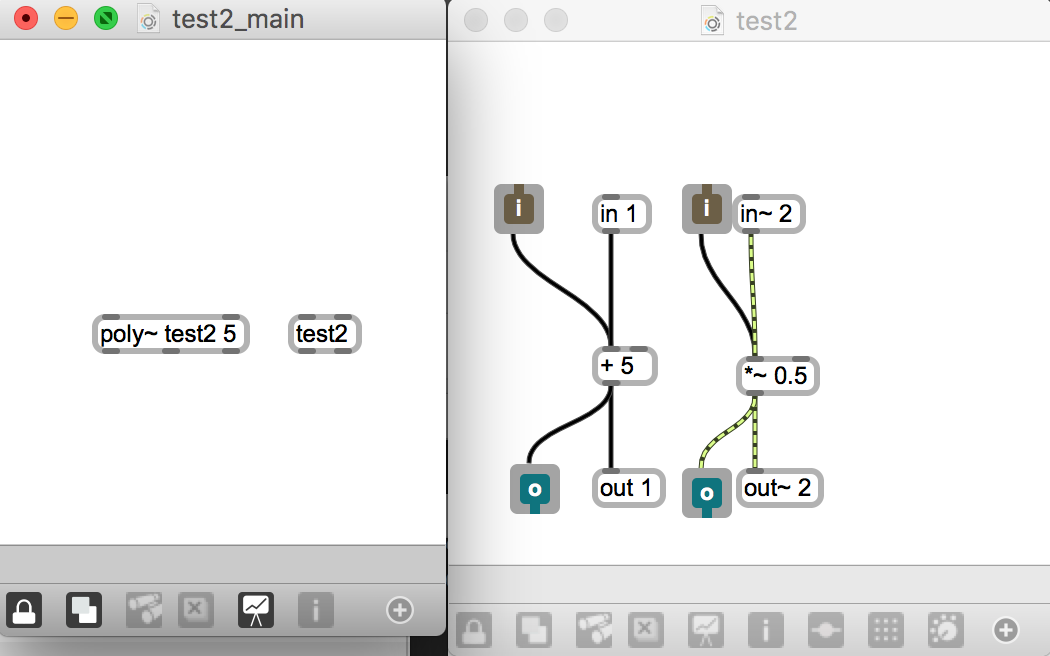 test2_main
test2
poly~ test2 5
test2
i
in 1
i
in~ 2
+ 5
*~ 0.5
o
out 1
o
out~ 2